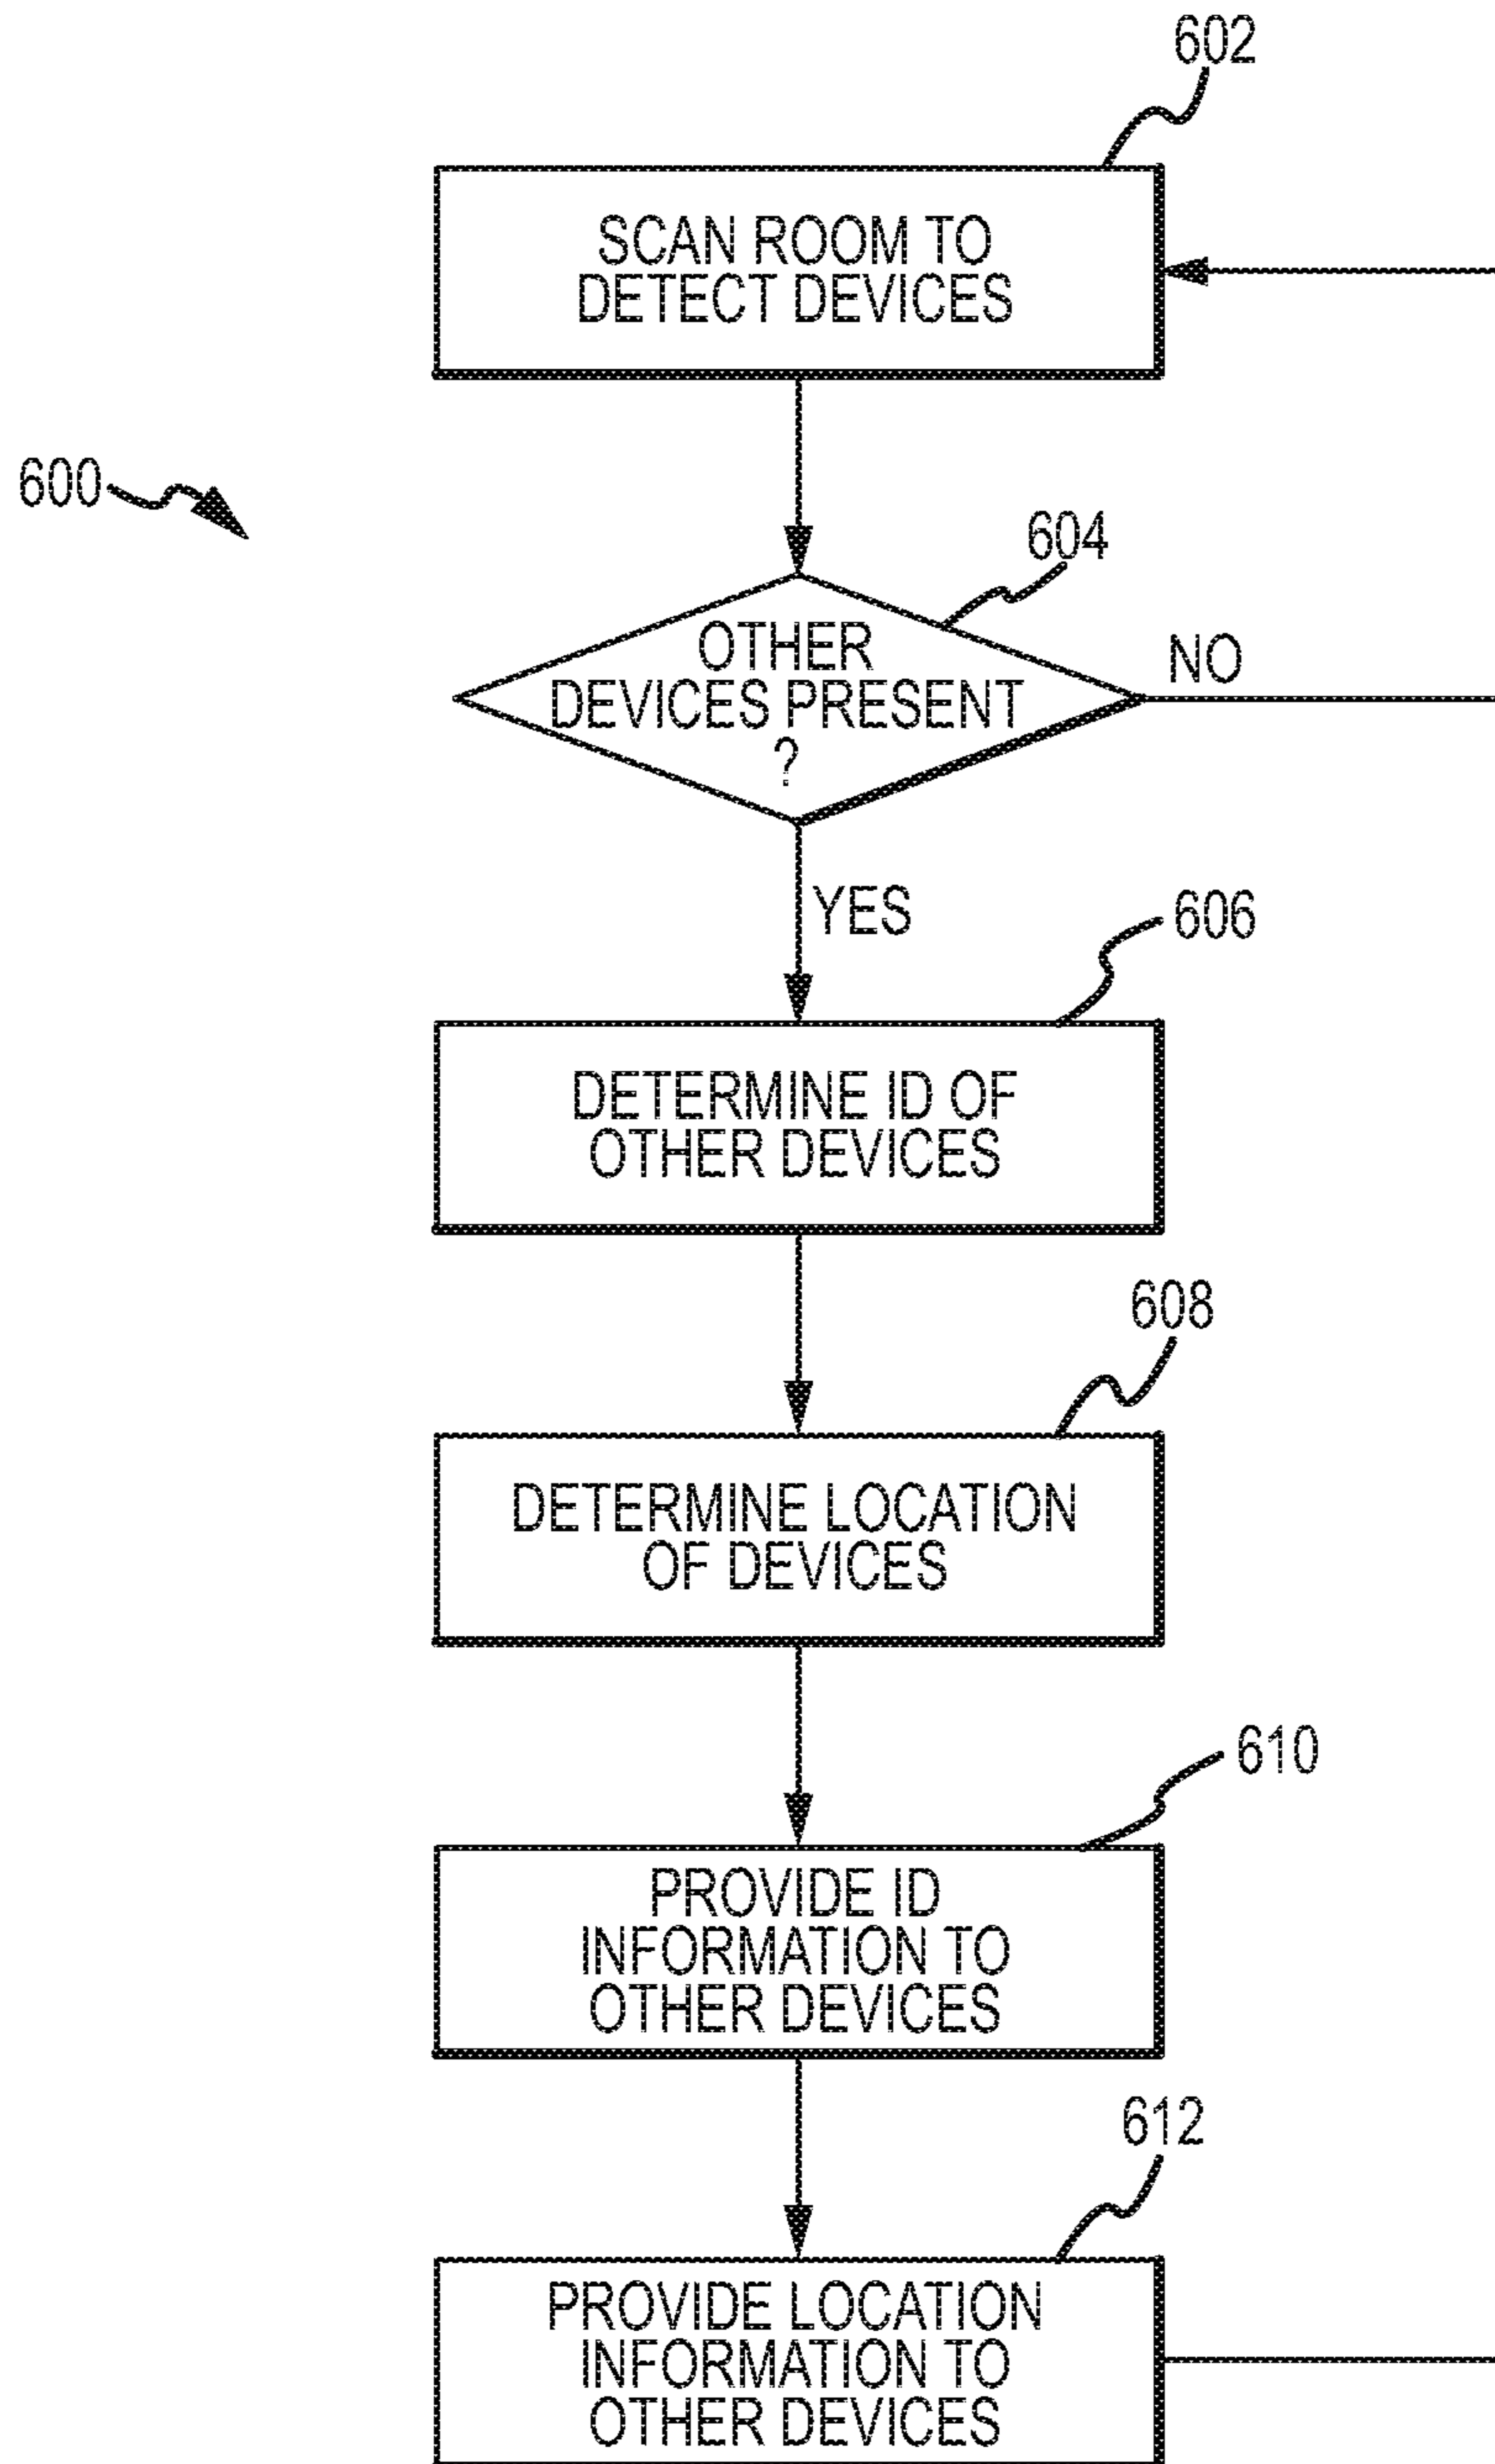 602
SCAN ROOM TO
DETECT DEVICES
600
604
OTHER
DEVICES PRESENT
?
NO
YES
606
DETERMINE ID OF
OTHER DEVICES
608
DETERMINE LOCATION
OF DEVICES
610
PROVIDE ID
INFORMATION TO
OTHER DEVICES
612
PROVIDE LOCATION
INFORMATION TO
OTHER DEVICES